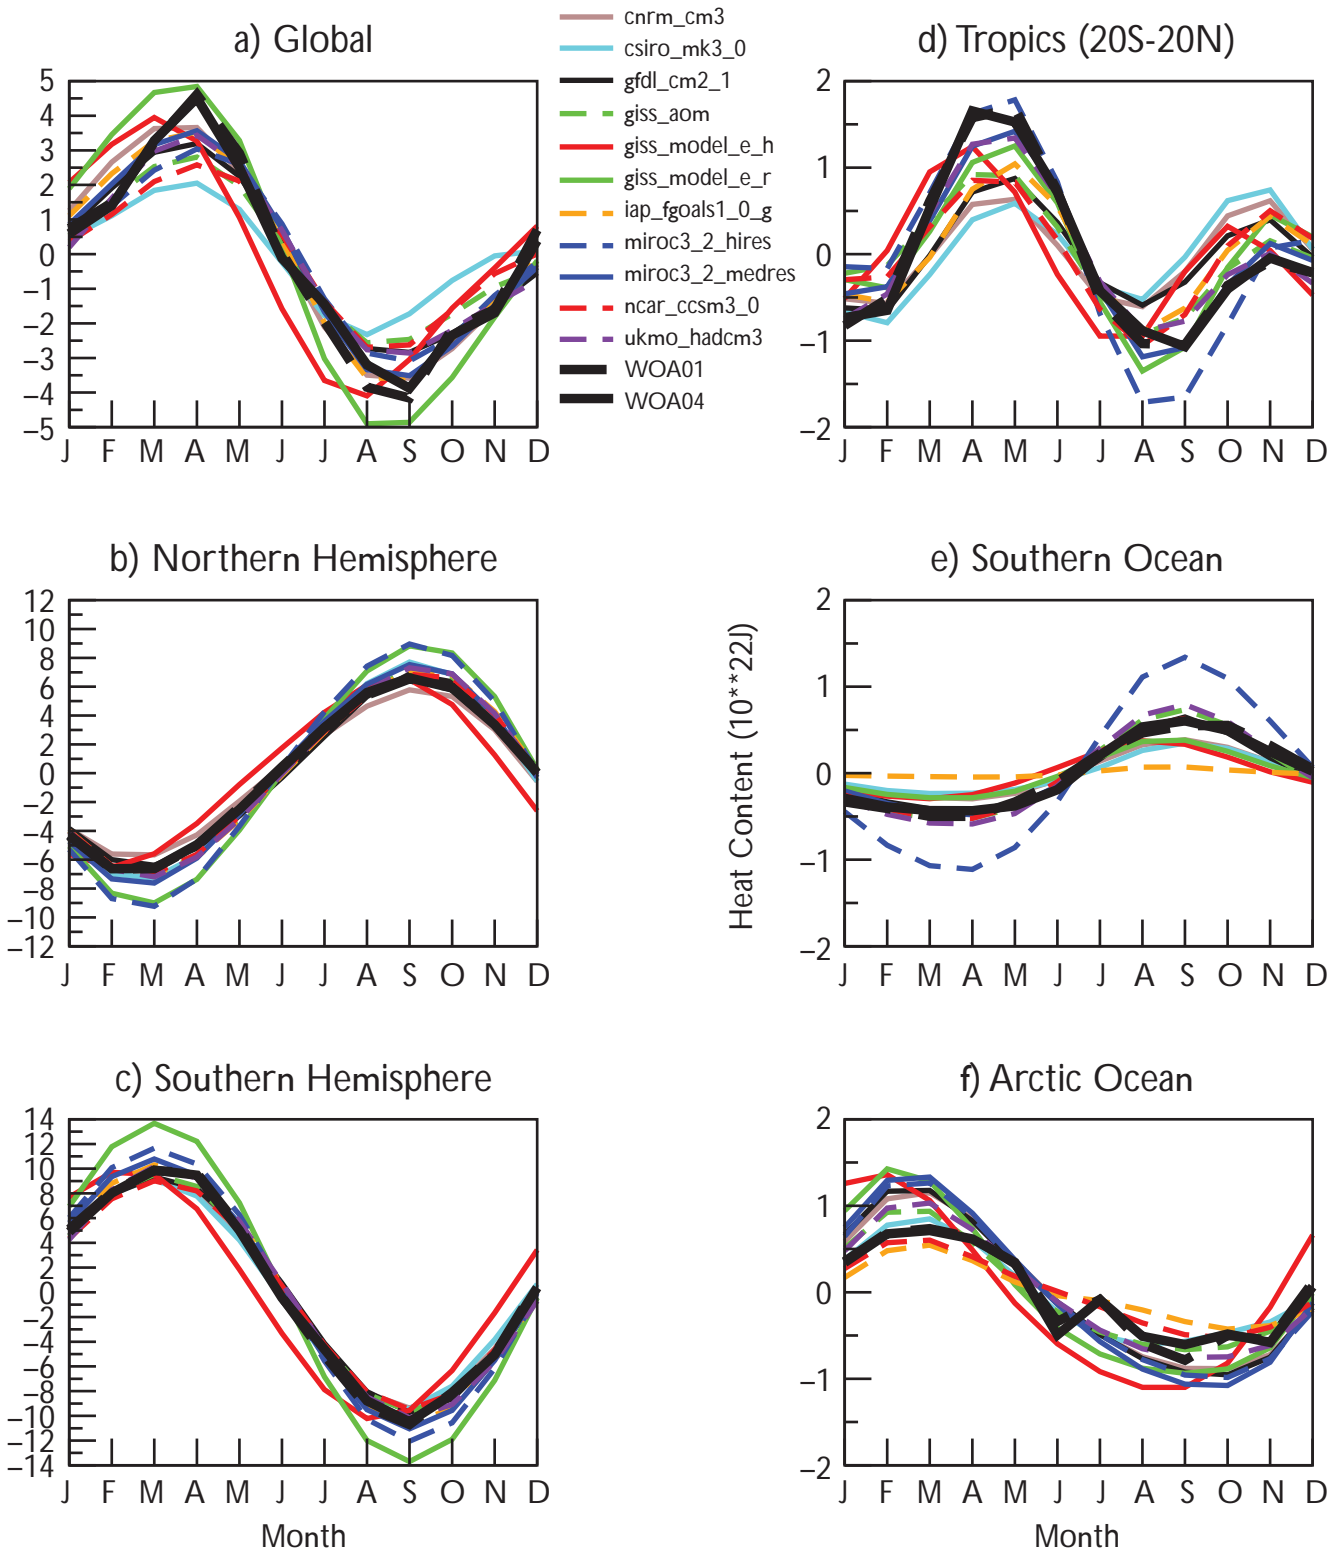 a) Global
5
4
3
2
1
0
−1
−2
−3
−4
−5
J F M A M J J A S O N D
cnrm_cm3
csiro_mk3_0
gfdl_cm2_1
giss_aom
giss_model_e_h
giss_model_e_r
iap_fgoals1_0_g
miroc3_2_hires
miroc3_2_medres
ncar_ccsm3_0
ukmo_hadcm3
WOA01
WOA04
d) Tropics (20S-20N)
2
1
0
−1
−2
J F M A M J J A S O N D
b) Northern Hemisphere
12
10
8
6
4
2
0
−2
−4
−6
−8
−10
−12
J F M A M J J A S O N D
e) Southern Ocean
Heat Content (10**22J)
2
1
0
−1
−2
J F M A M J J A S O N D
c) Southern Hemisphere
14
12
10
8
6
4
2
0
−2
−4
−6
−8
−10
−12
−14
J F M A M J J A S O N D
Month
f) Arctic Ocean
2
1
0
−1
−2
J F M A M J J A S O N D
Month